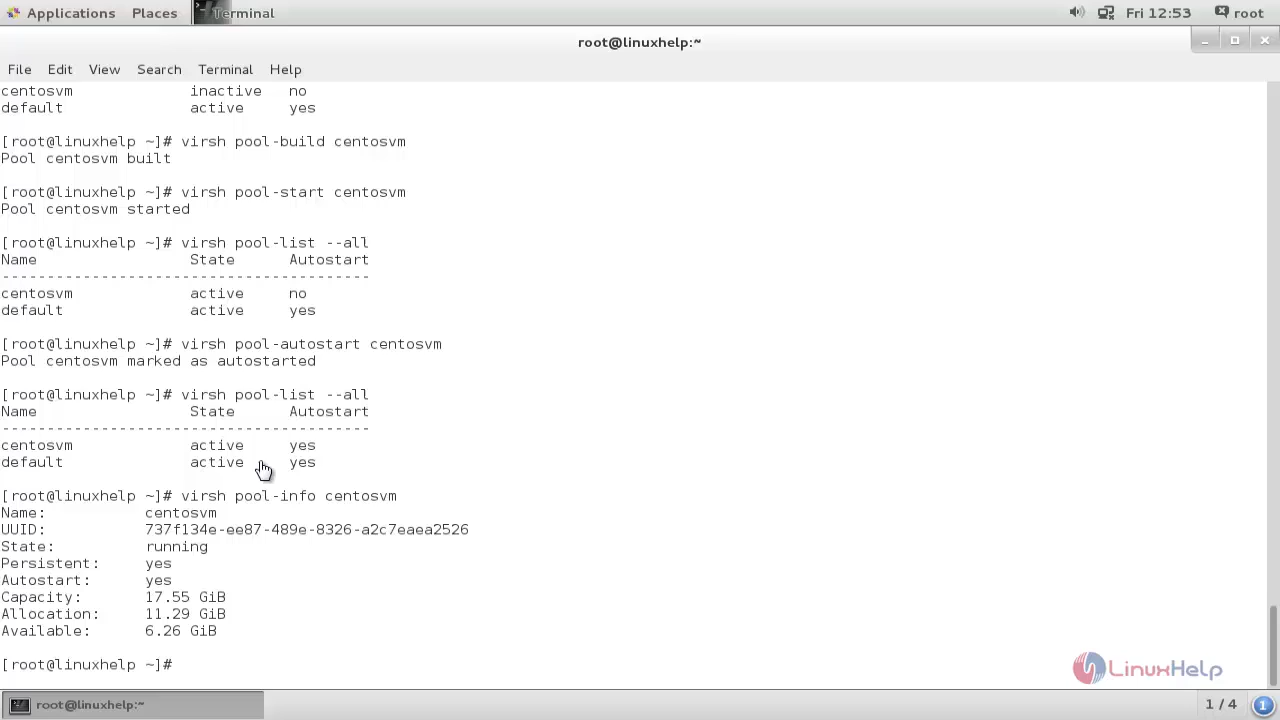 Applications Places Terminal Fri 12:53 root
root@linuxhelp:~
File Edit View Search Terminal Help
centosvm inactive no
default active yes
[root@linuxhelp ~]# virsh pool-build centosvm
Pool centosvm built
[root@linuxhelp ~]# virsh pool-start centosvm
Pool centosvm started
[root@linuxhelp ~]# virsh pool-list --all
Name State Autostart
-----------------------------------------
centosvm active no
default active yes
[root@linuxhelp ~]# virsh pool-autostart centosvm
Pool centosvm marked as autostarted
[root@linuxhelp ~]# virsh pool-list --all
Name State Autostart
-----------------------------------------
centosvm active yes
default active yes
[root@linuxhelp ~]# virsh pool-info centosvm
Name: centosvm
UUID: 737f134e-ee87-489e-8326-a2c7eaea2526
State: running
Persistent: yes
Autostart: yes
Capacity: 17.55 GiB
Allocation: 11.29 GiB
Available: 6.26 GiB
[root@linuxhelp ~]#
LinuxHelp
root@linuxhelp:~ 1 / 4 1